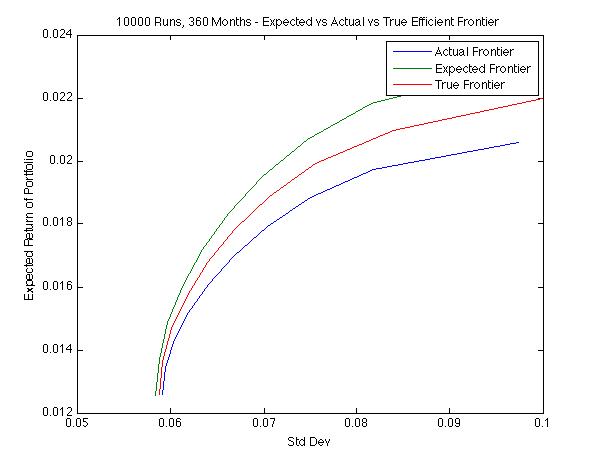 10000 Runs, 360 Months - Expected vs Actual vs True Efficient Frontier
Actual Frontier
Expected Frontier
True Frontier
Expected Return of Portfolio
0.024
0.022
0.02
0.018
0.016
0.014
0.012
0.05
0.06
0.07
0.08
0.09
0.1
Std Dev